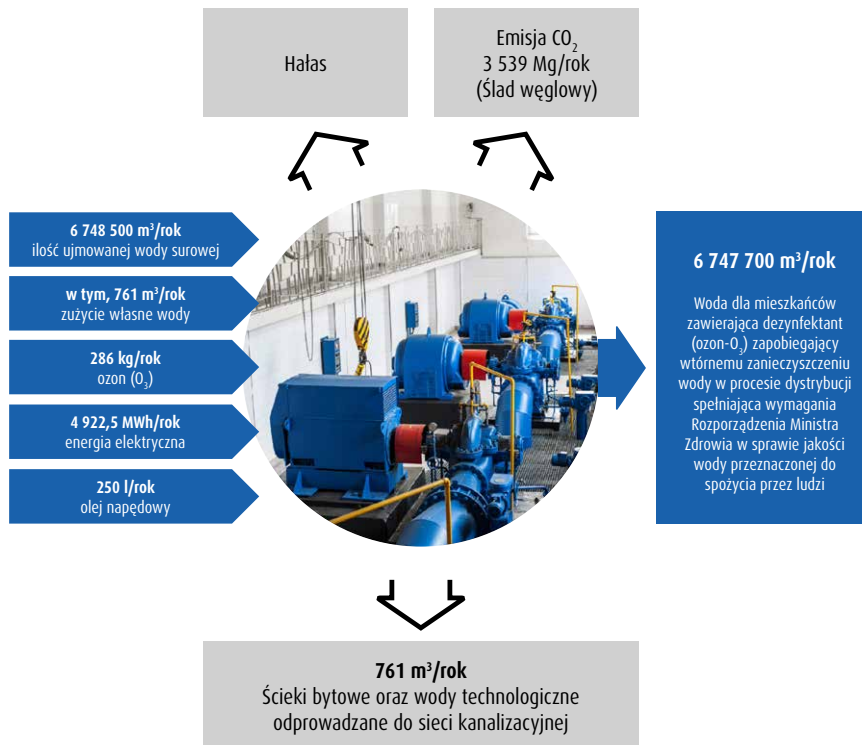 Hałas
Emisja CO₂
3 539 Mg/rok
(Ślad węglowy)
6 748 500 m³/rok
ilość ujmowanej wody surowej
w tym, 761 m³/rok
zużycie własne wody
286 kg/rok
ozon (O₃)
4 922,5 MWh/rok
energia elektryczna
250 l/rok
olej napędowy
6 747 700 m³/rok
Woda dla mieszkańców
zawierająca dezynfektant
(ozon-O₃) zapobiegający
wtórnemu zanieczyszczeniu
wody w procesie dystrybucji
spełniająca wymagania
Rozporządzenia Ministra
Zdrowia w sprawie jakości
wody przeznaczonej do
spożycia przez ludzi
761 m³/rok
Ścieki bytowe oraz wody technologiczne
odprowadzane do sieci kanalizacyjnej